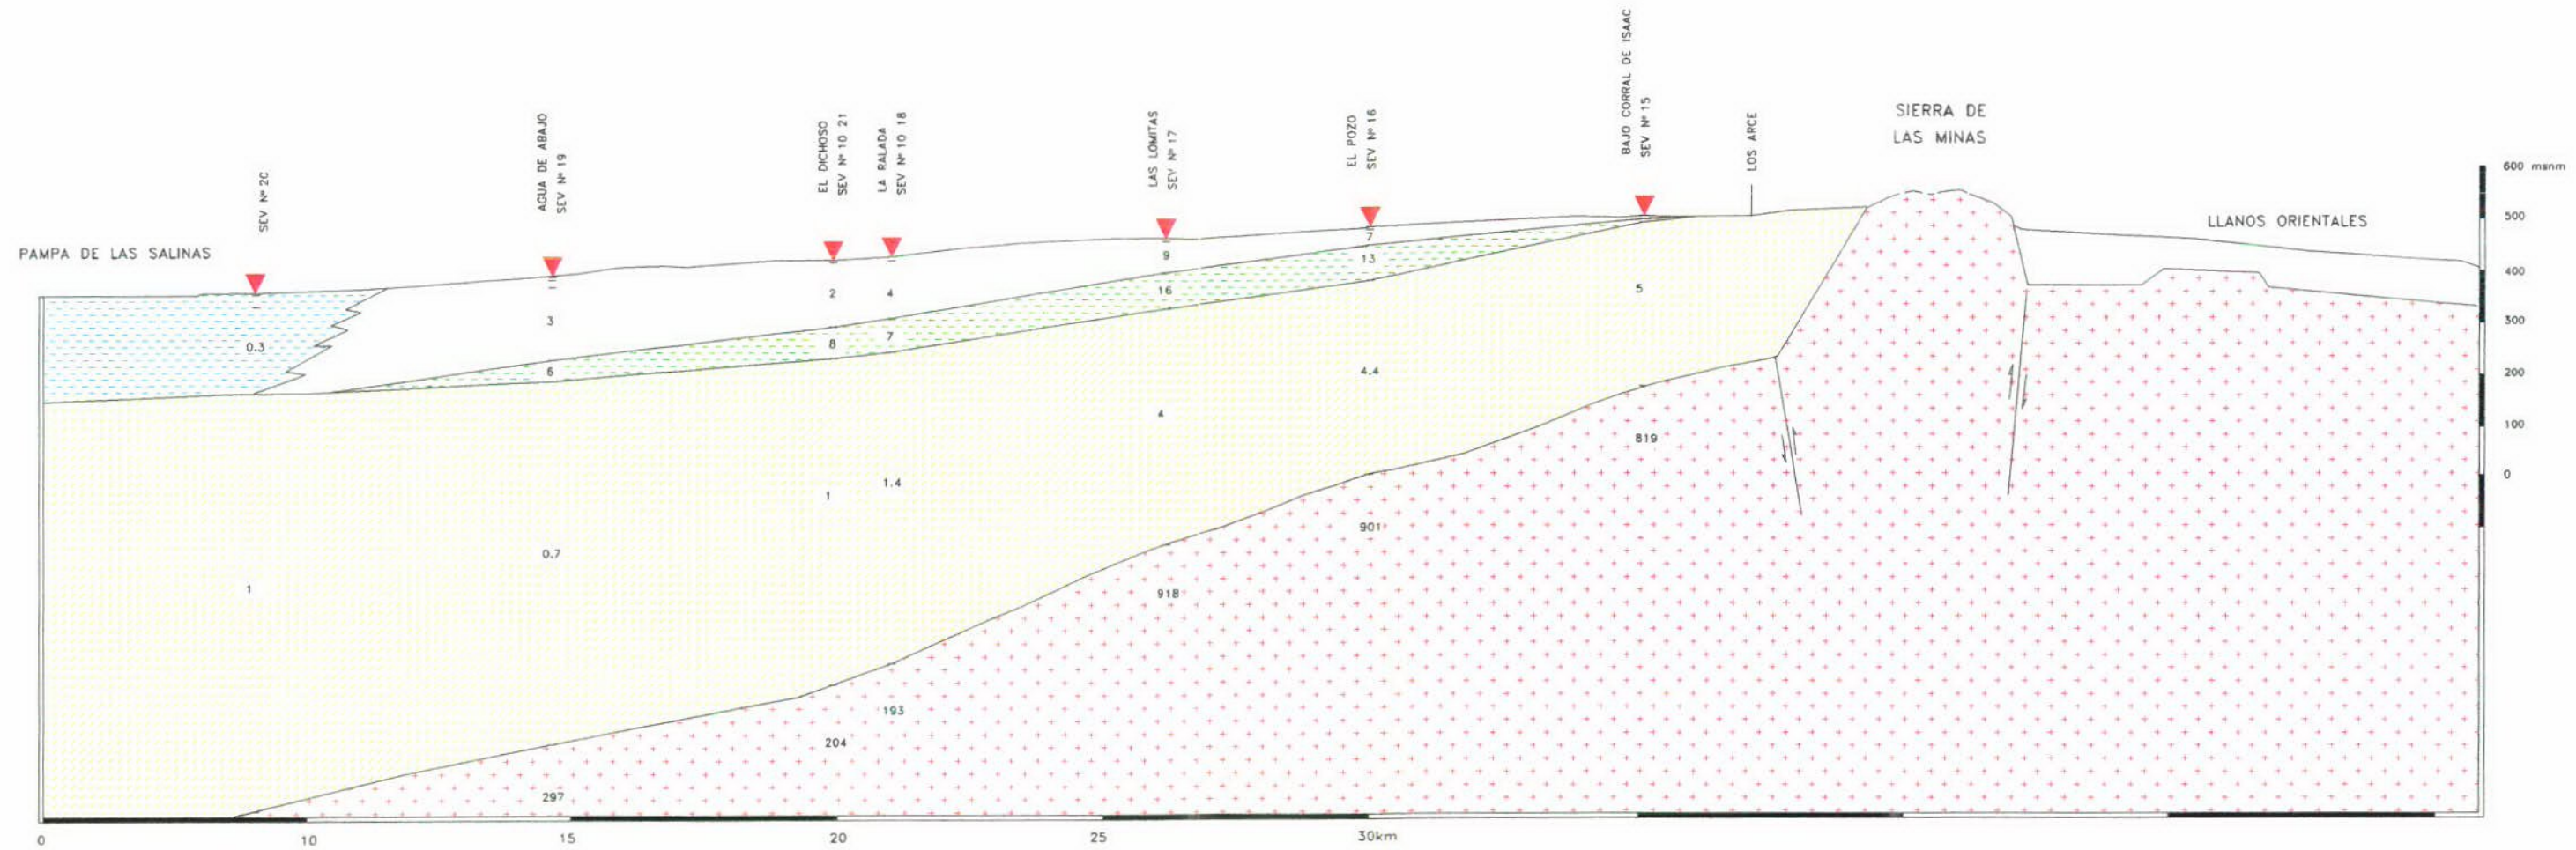 PAMPA DE LAS SALINAS
SEV Nº 2C
AGUA DE ABAJO
SEV Nº 19
EL DICHOSO
SEV Nº 10 21
LA RALADA
SEV Nº 10 18
LAS LOMITAS
SEV Nº 17
EL POZO
SEV Nº 16
BAJO CORRAL DE ISAAC
SEV Nº 15
LOS ARCE
SIERRA DE
LAS MINAS
LLANOS ORIENTALES
600 msnm
500
400
300
200
100
0
0.3
3
2
4
9
7
6
8
7
16
13
1
0.7
1
1.4
4
4.4
5
297
204
193
918
901
819
0
10
15
20
25
30km